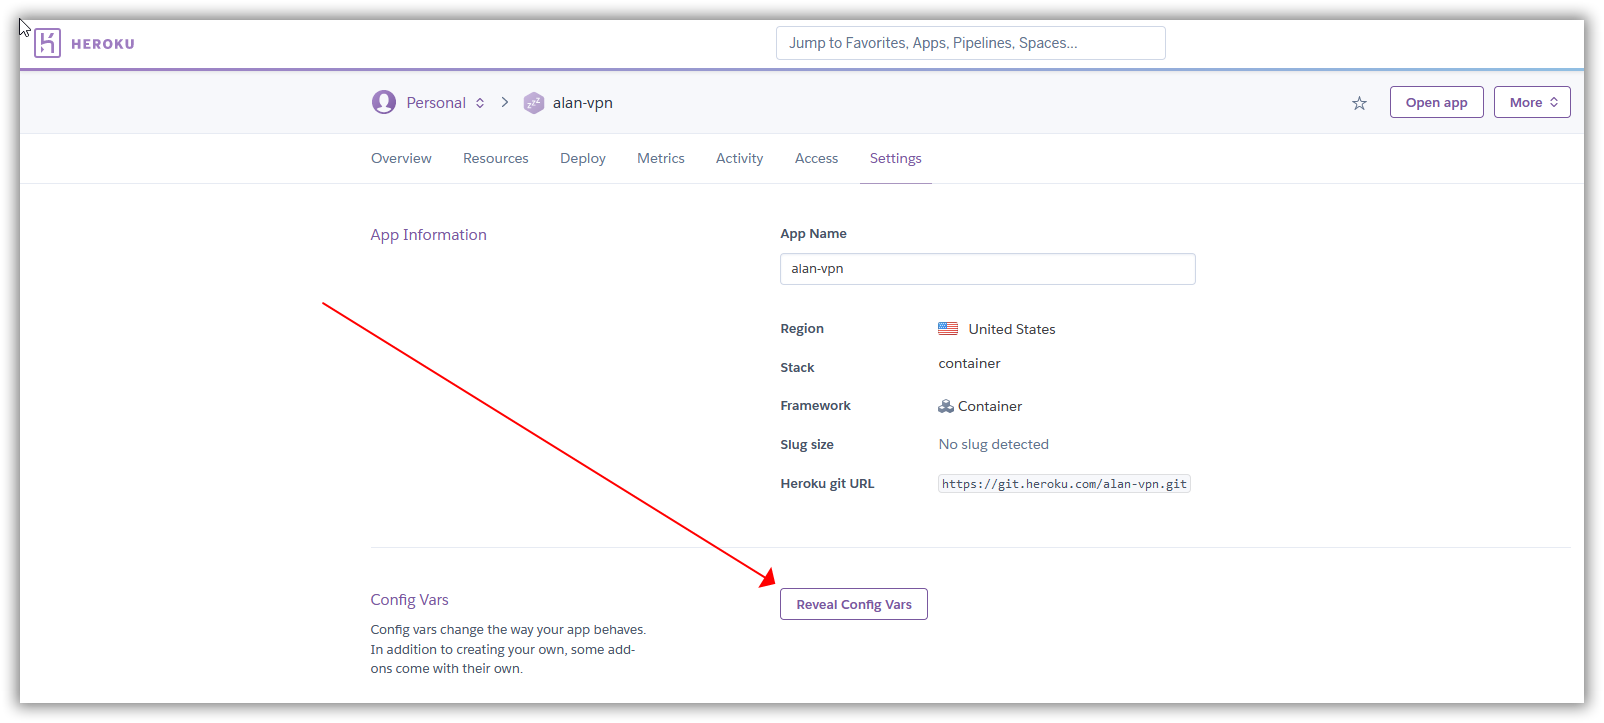 HEROKU
Jump to Favorites, Apps, Pipelines, Spaces...
Personal
zzz
alan-vpn
Open app
More
Overview
Resources
Deploy
Metrics
Activity
Access
Settings
App Information
App Name
alan-vpn
Region
United States
Stack
container
Framework
Container
Slug size
No slug detected
Heroku git URL
https://git.heroku.com/alan-vpn.git
Config Vars
Config vars change the way your app behaves.
In addition to creating your own, some add-
ons come with their own.
Reveal Config Vars